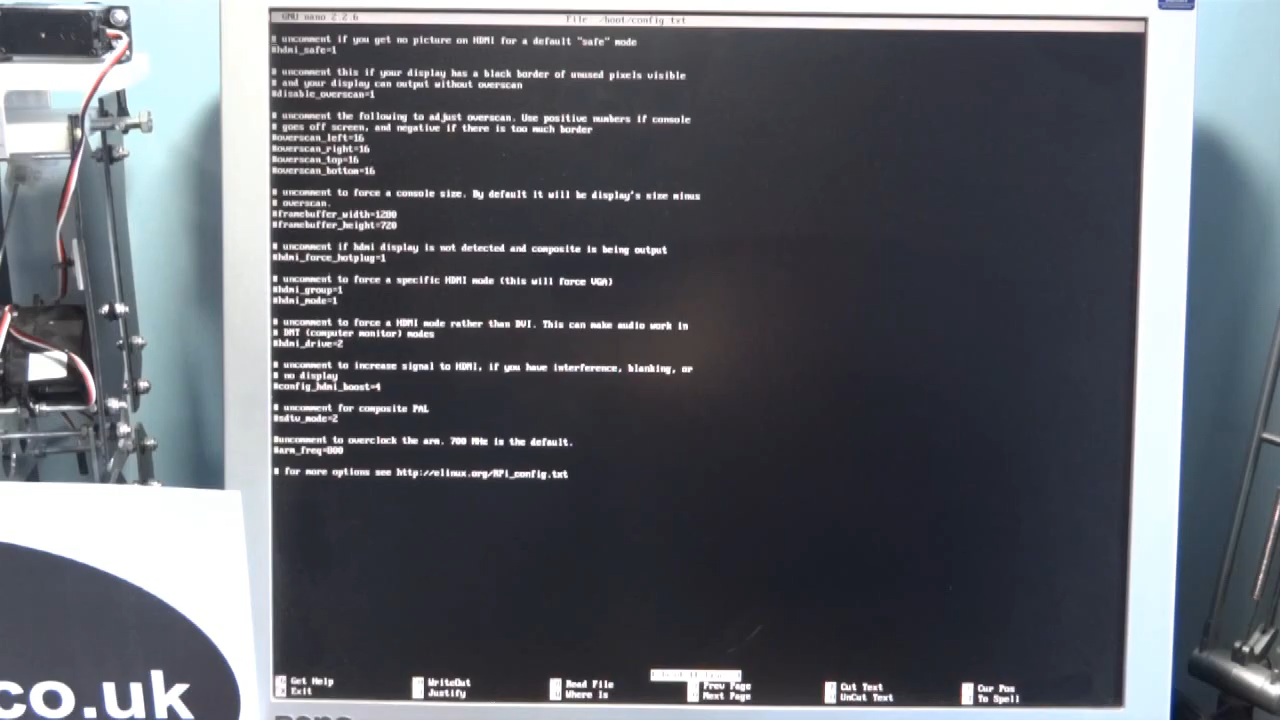 GNU nano 2.2.6 File: /boot/config.txt
# uncomment if you get no picture on HDMI for a default "safe" mode
#hdmi_safe=1
# uncomment this if your display has a black border of unused pixels visible
# and your display can output without overscan
#disable_overscan=1
# uncomment the following to adjust overscan. Use positive numbers if console
# goes off screen, and negative if there is too much border
#overscan_left=16
#overscan_right=16
#overscan_top=16
#overscan_bottom=16
# uncomment to force a console size. By default it will be display's size minus
# overscan.
#framebuffer_width=1280
#framebuffer_height=720
# uncomment if hdmi display is not detected and composite is being output
#hdmi_force_hotplug=1
# uncomment to force a specific HDMI mode (this will force VGA)
#hdmi_group=1
#hdmi_mode=1
# uncomment to force a HDMI mode rather than DVI. This can make audio work in
# DMT (computer monitor) modes
#hdmi_drive=2
# uncomment to increase signal to HDMI, if you have interference, blanking, or
# no display
#config_hdmi_boost=4
# uncomment for composite PAL
#sdtv_mode=2
#uncomment to overclock the arm. 700 MHz is the default.
#arm_freq=800
# for more options see http://elinux.org/RPi_config.txt
Get Help WriteOut Read File Prev Page Cut Text Cur Pos
Exit Justify Where Is Next Page UnCut Text To Spell
.co.uk